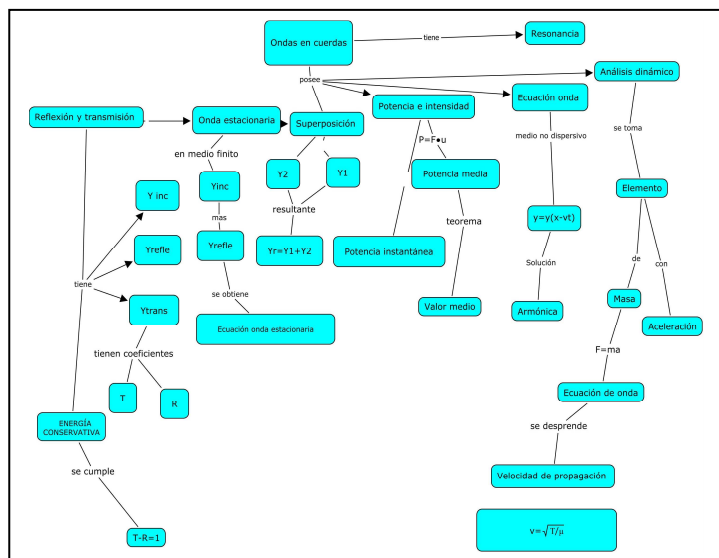 Ondas en cuerdas
tiene
Resonancia
posee
Análisis dinámico
Reflexión y transmisión
Onda estacionaria
Superposición
Potencia e intensidad
Ecuación onda
en medio finito
Y2
Y1
P=F•u
medio no dispersivo
se toma
Y inc
Yinc
Potencia media
Elemento
resultante
mas
teorema
y=y(x-vt)
Yrefle
Yrefle
Yr=Y1+Y2
Potencia instantánea
Solución
de
con
tiene
se obtiene
Ytrans
Ecuación onda estacionaria
Valor medio
Armónica
Masa
Aceleración
tienen coeficientes
F=ma
T
R
Ecuación de onda
ENERGÍA
CONSERVATIVA
se desprende
se cumple
Velocidad de propagación
T-R=1
v=√T/μ